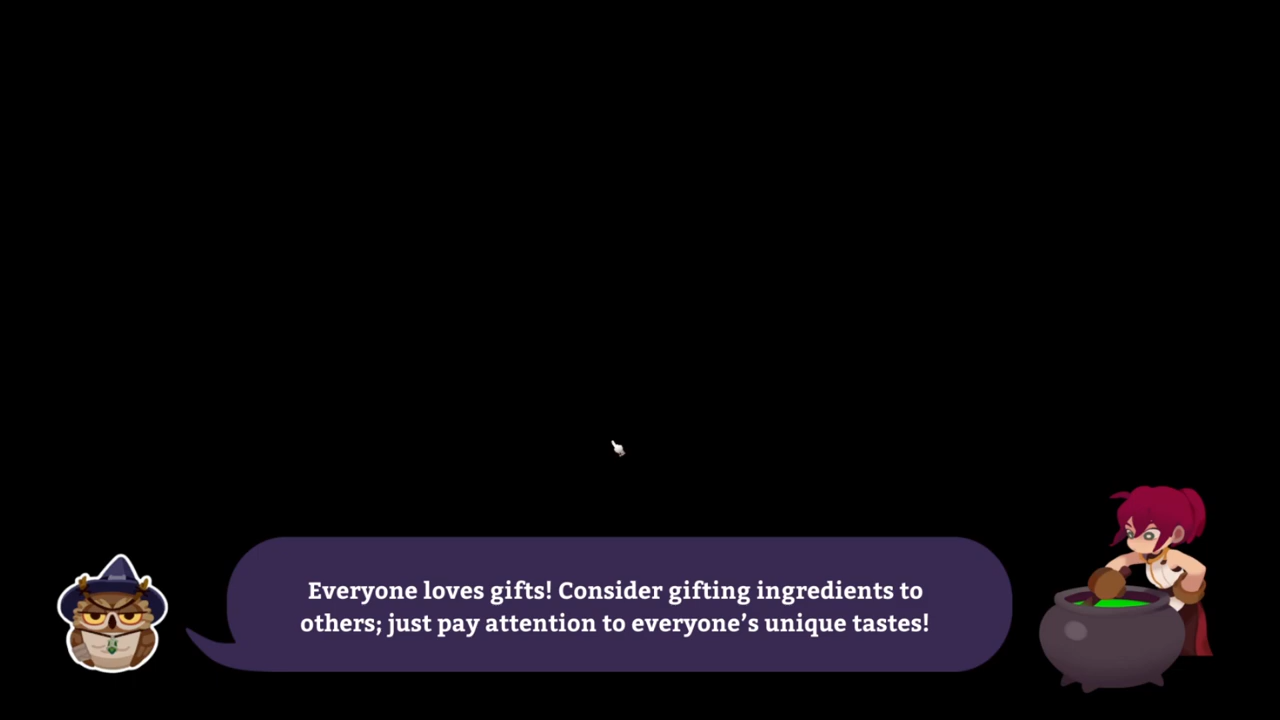 Everyone loves gifts! Consider gifting ingredients to
others; just pay attention to everyone’s unique tastes!